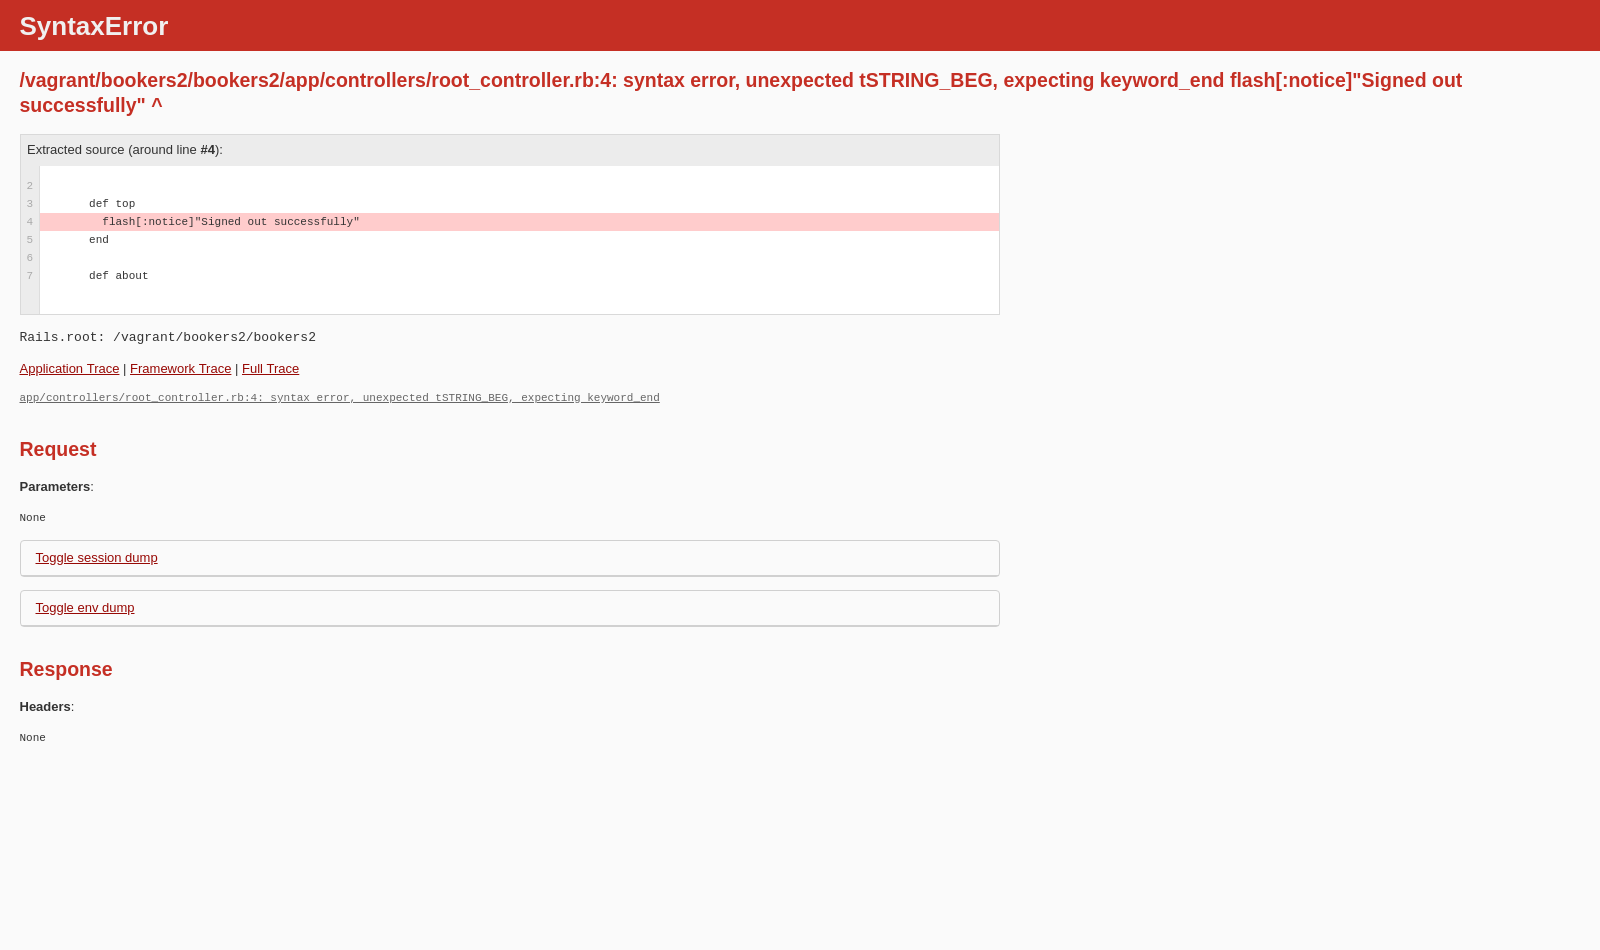 SyntaxError
/vagrant/bookers2/bookers2/app/controllers/root_controller.rb:4: syntax error, unexpected tSTRING_BEG, expecting keyword_end flash[:notice]"Signed out
successfully" ^
Extracted source (around line #4):
2
3 def top
4 flash[:notice]"Signed out successfully"
5 end
6
7 def about
Rails.root: /vagrant/bookers2/bookers2
Application Trace | Framework Trace | Full Trace
app/controllers/root_controller.rb:4: syntax error, unexpected tSTRING_BEG, expecting keyword_end
Request
Parameters:
None
Toggle session dump
Toggle env dump
Response
Headers:
None